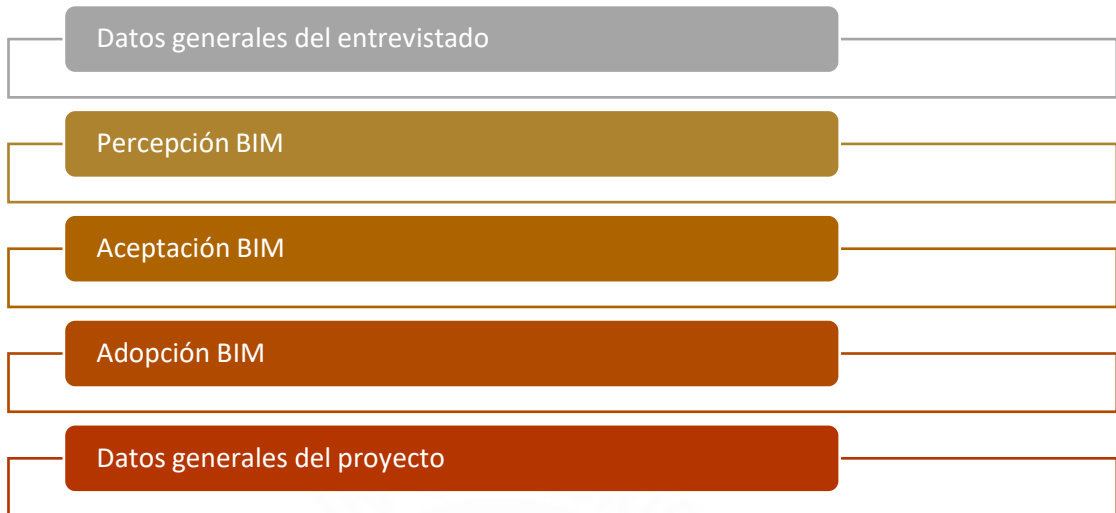 Datos generales del entrevistado
Percepción BIM
Aceptación BIM
Adopción BIM
Datos generales del proyecto